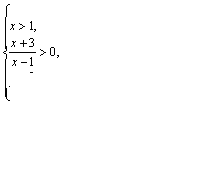 x > 1,
x + 3
x − 1
> 0,